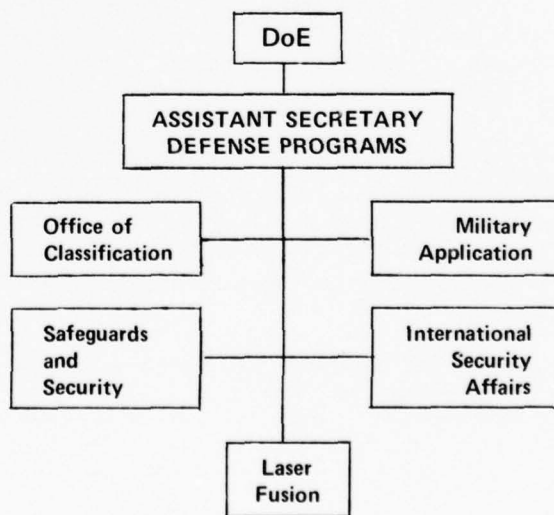 DoE
ASSISTANT SECRETARY
DEFENSE PROGRAMS
Office of
Classification
Military
Application
Safeguards
and
Security
International
Security
Affairs
Laser
Fusion